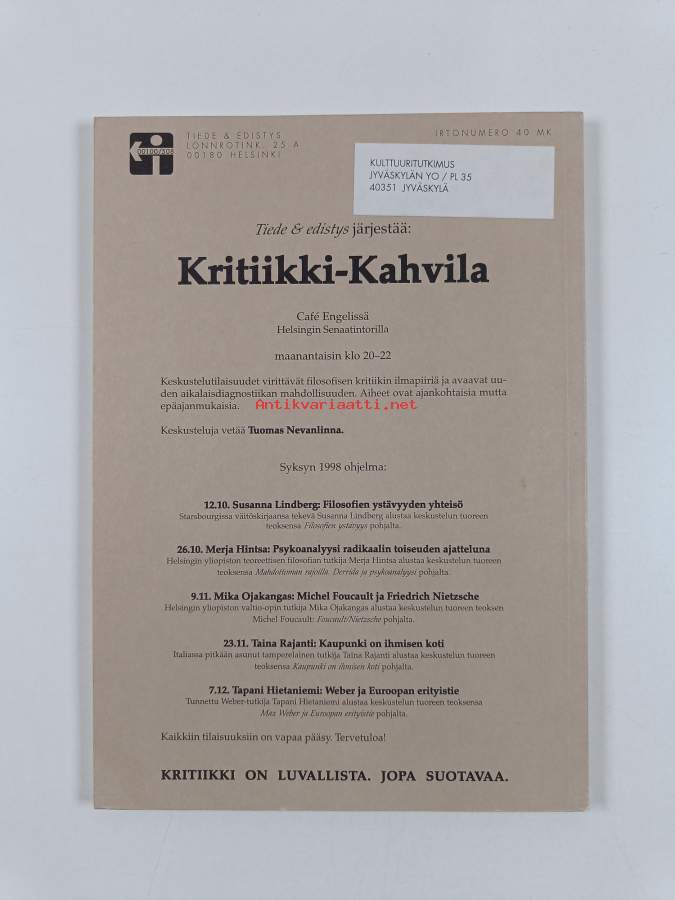 TIEDE & EDISTYS
LÖNNROTINK. 25 A
00180 HELSINKI
IRTONUMERO 40 MK
00100/508
KULTTUURITUTKIMUS
JYVÄSKYLÄN YO / PL 35
40351 JYVÄSKYLÄ
Tiede & edistys järjestää:
Kritiikki-Kahvila
Café Engelissä
Helsingin Senaatintorilla
maanantaisin klo 20–22
Keskustelutilaisuudet virittävät filosofisen kritiikin ilmapiiriä ja avaavat uu-
den aikalaisdiagnostiikan mahdollisuuden. Aiheet ovat ajankohtaisia mutta
epäajanmukaisia.
Antikvariaatti.net
Keskusteluja vetää Tuomas Nevanlinna.
Syksyn 1998 ohjelma:
12.10. Susanna Lindberg: Filosofien ystävyyden yhteisö
Starsbourgissa väitöskirjaansa tekevä Susanna Lindberg alustaa keskustelun tuoreen
teoksensa Filosofien ystävyys pohjalta.
26.10. Merja Hintsa: Psykoanalyysi radikaalin toiseuden ajatteluna
Helsingin yliopiston teoreettisen filosofian tutkija Merja Hintsa alustaa keskustelun tuoreen
teoksensa Mahdottoman rajoilla. Derrida ja psykoanalyysi pohjalta.
9.11. Mika Ojakangas: Michel Foucault ja Friedrich Nietzsche
Helsingin yliopiston valtio-opin tutkija Mika Ojakangas alustaa keskustelun tuoreen teoksen
Michel Foucault: Foucault/Nietzsche pohjalta.
23.11. Taina Rajanti: Kaupunki on ihmisen koti
Italiassa pitkään asunut tamperelainen tutkija Taina Rajanti alustaa keskustelun tuoreen
teoksensa Kaupunki on ihmisen koti pohjalta.
7.12. Tapani Hietaniemi: Weber ja Euroopan erityistie
Tunnettu Weber-tutkija Tapani Hietaniemi alustaa keskustelun tuoreen teoksensa
Max Weber ja Euroopan erityistie pohjalta.
Kaikkiin tilaisuuksiin on vapaa pääsy. Tervetuloa!
KRITIIKKI ON LUVALLISTA. JOPA SUOTAVAA.